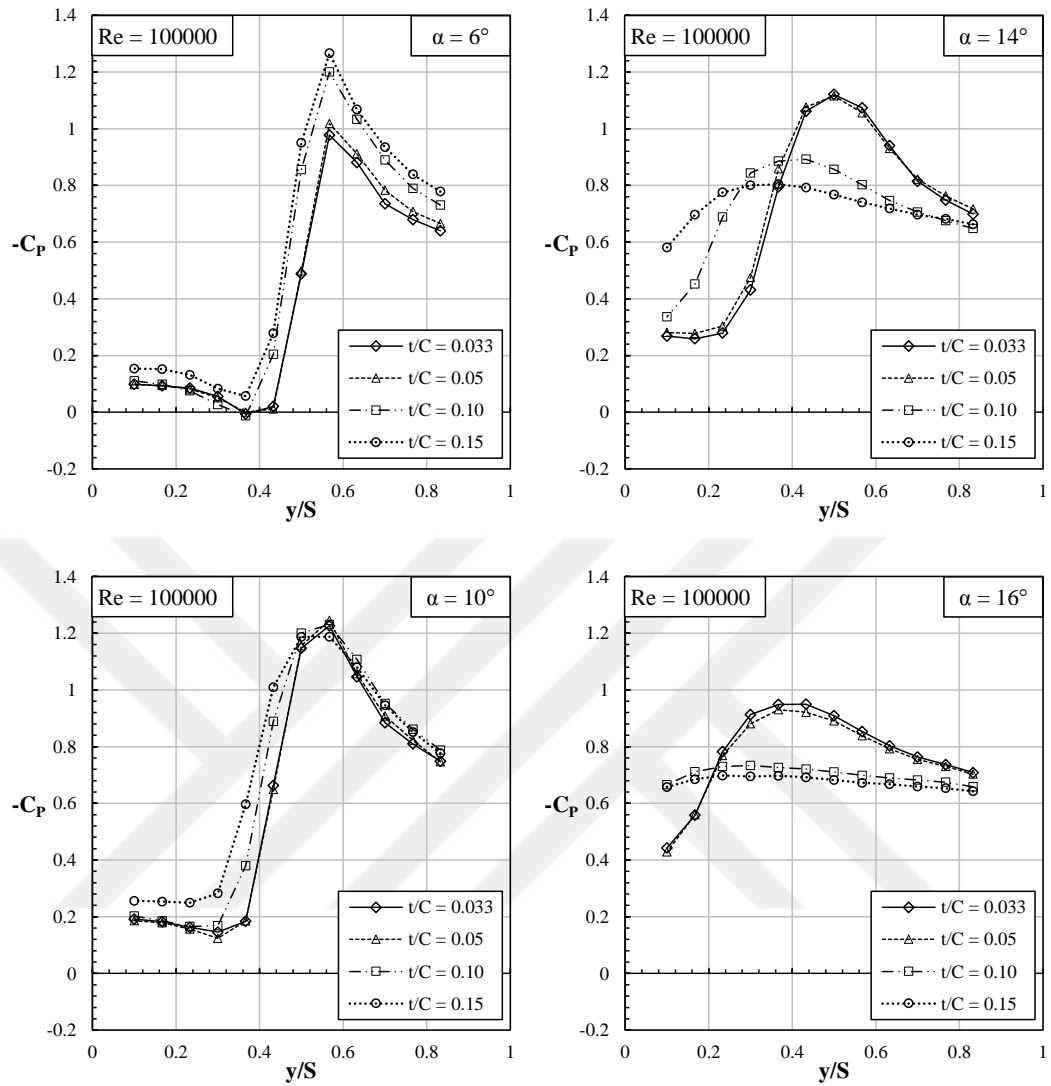 Re = 100000
α = 6°
1.4
1.2
1
0.8
0.6
0.4
0.2
0
-0.2
-CP
0 0.2 0.4 0.6 0.8 1
y/S
t/C = 0.033
t/C = 0.05
t/C = 0.10
t/C = 0.15
Re = 100000
α = 14°
1.4
1.2
1
0.8
0.6
0.4
0.2
0
-0.2
-CP
0 0.2 0.4 0.6 0.8 1
y/S
t/C = 0.033
t/C = 0.05
t/C = 0.10
t/C = 0.15
Re = 100000
α = 10°
1.4
1.2
1
0.8
0.6
0.4
0.2
0
-0.2
-CP
0 0.2 0.4 0.6 0.8 1
y/S
t/C = 0.033
t/C = 0.05
t/C = 0.10
t/C = 0.15
Re = 100000
α = 16°
1.4
1.2
1
0.8
0.6
0.4
0.2
0
-0.2
-CP
0 0.2 0.4 0.6 0.8 1
y/S
t/C = 0.033
t/C = 0.05
t/C = 0.10
t/C = 0.15